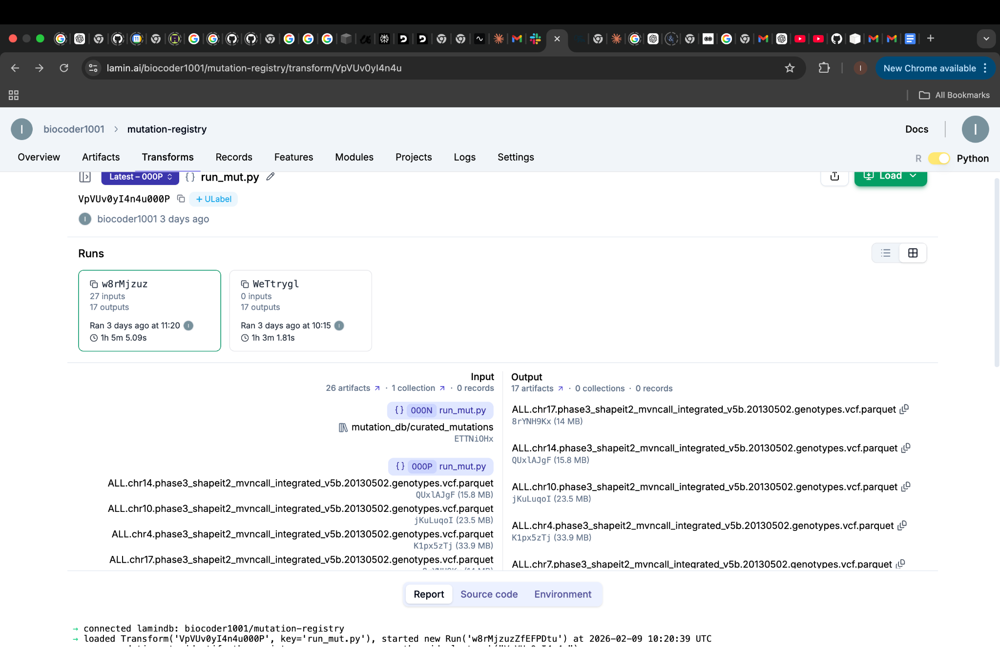 lamin.ai/biocoder1001/mutation-registry/transform/VpVUv0yI4n4u
New Chrome available
All Bookmarks
biocoder1001 > mutation-registry
Docs
Overview Artifacts Transforms Records Features Modules Projects Logs Settings
R Python
Latest – 000P {} run_mut.py
Load
VpVUv0yI4n4u000P + ULabel
I biocoder1001 3 days ago
Runs
w8rMjzuz
27 inputs
17 outputs
Ran 3 days ago at 11:20 I
1h 5m 5.09s
WeTtrygl
0 inputs
17 outputs
Ran 3 days ago at 10:15 I
1h 3m 1.81s
Input
26 artifacts ↗ · 1 collection ↗ · 0 records
{} 000N run_mut.py
mutation_db/curated_mutations
ETTNiOHx
{} 000P run_mut.py
ALL.chr14.phase3_shapeit2_mvncall_integrated_v5b.20130502.genotypes.vcf.parquet
QUxlAJgF (15.8 MB)
ALL.chr10.phase3_shapeit2_mvncall_integrated_v5b.20130502.genotypes.vcf.parquet
jKuLuqoI (23.5 MB)
ALL.chr4.phase3_shapeit2_mvncall_integrated_v5b.20130502.genotypes.vcf.parquet
K1px5zTj (33.9 MB)
ALL.chr17.phase3_shapeit2_mvncall_integrated_v5b.20130502.genotypes.vcf.parquet
Output
17 artifacts ↗ · 0 collections · 0 records
ALL.chr17.phase3_shapeit2_mvncall_integrated_v5b.20130502.genotypes.vcf.parquet
8rYNH9Kx (14 MB)
ALL.chr14.phase3_shapeit2_mvncall_integrated_v5b.20130502.genotypes.vcf.parquet
QUxlAJgF (15.8 MB)
ALL.chr10.phase3_shapeit2_mvncall_integrated_v5b.20130502.genotypes.vcf.parquet
jKuLuqoI (23.5 MB)
ALL.chr4.phase3_shapeit2_mvncall_integrated_v5b.20130502.genotypes.vcf.parquet
K1px5zTj (33.9 MB)
ALL.chr7.phase3_shapeit2_mvncall_integrated_v5b.20130502.genotypes.vcf.parquet
Report Source code Environment
→ connected lamindb: biocoder1001/mutation-registry
→ loaded Transform('VpVUv0yI4n4u000P', key='run_mut.py'), started new Run('w8rMjzuzZfEFPDtu') at 2026-02-09 10:20:39 UTC